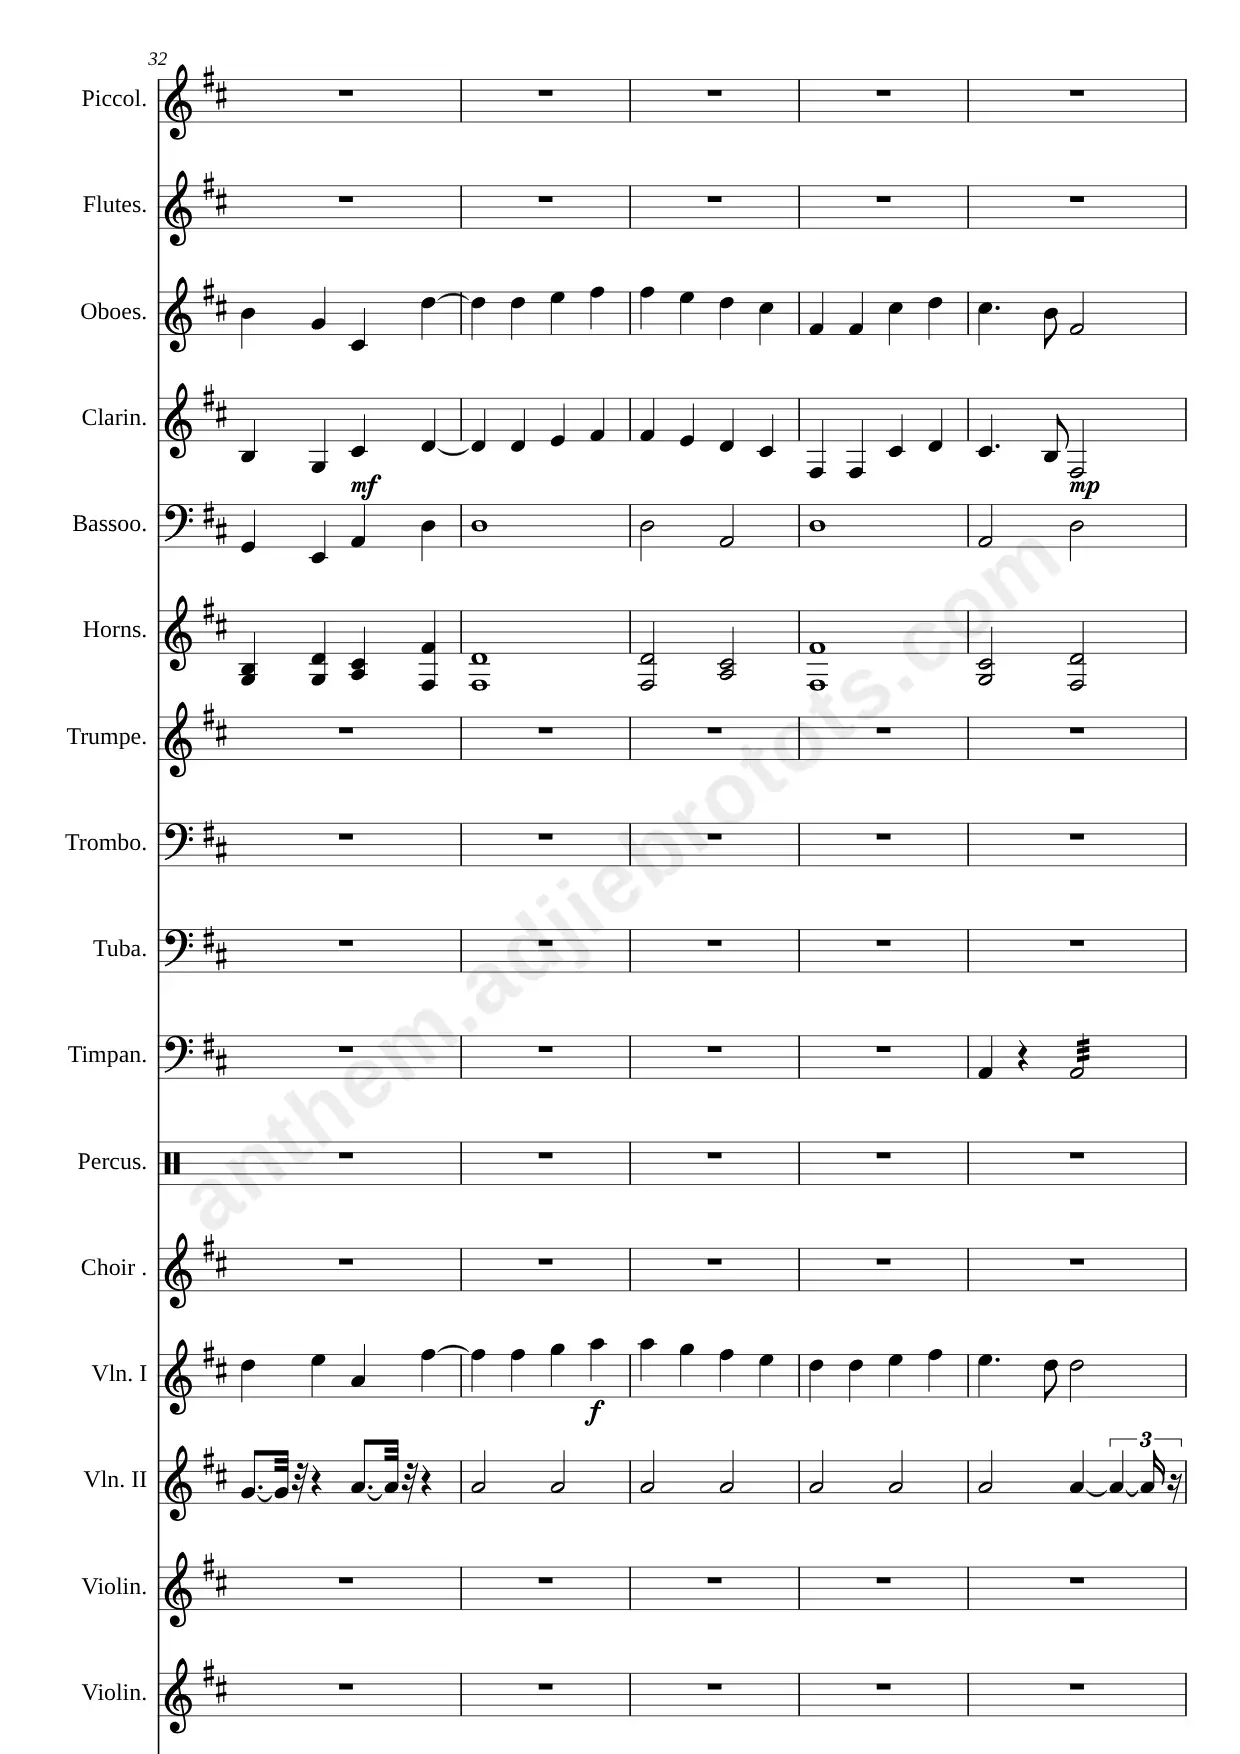 32
Piccol.
Flutes.
Oboes.
Clarin.
mf
mp
Bassoo.
Horns.
Trumpe.
Trombo.
Tuba.
Timpan.
Percus.
Choir .
Vln. I
f
3
Vln. II
Violin.
Violin.
anthem.adjiebrotots.com